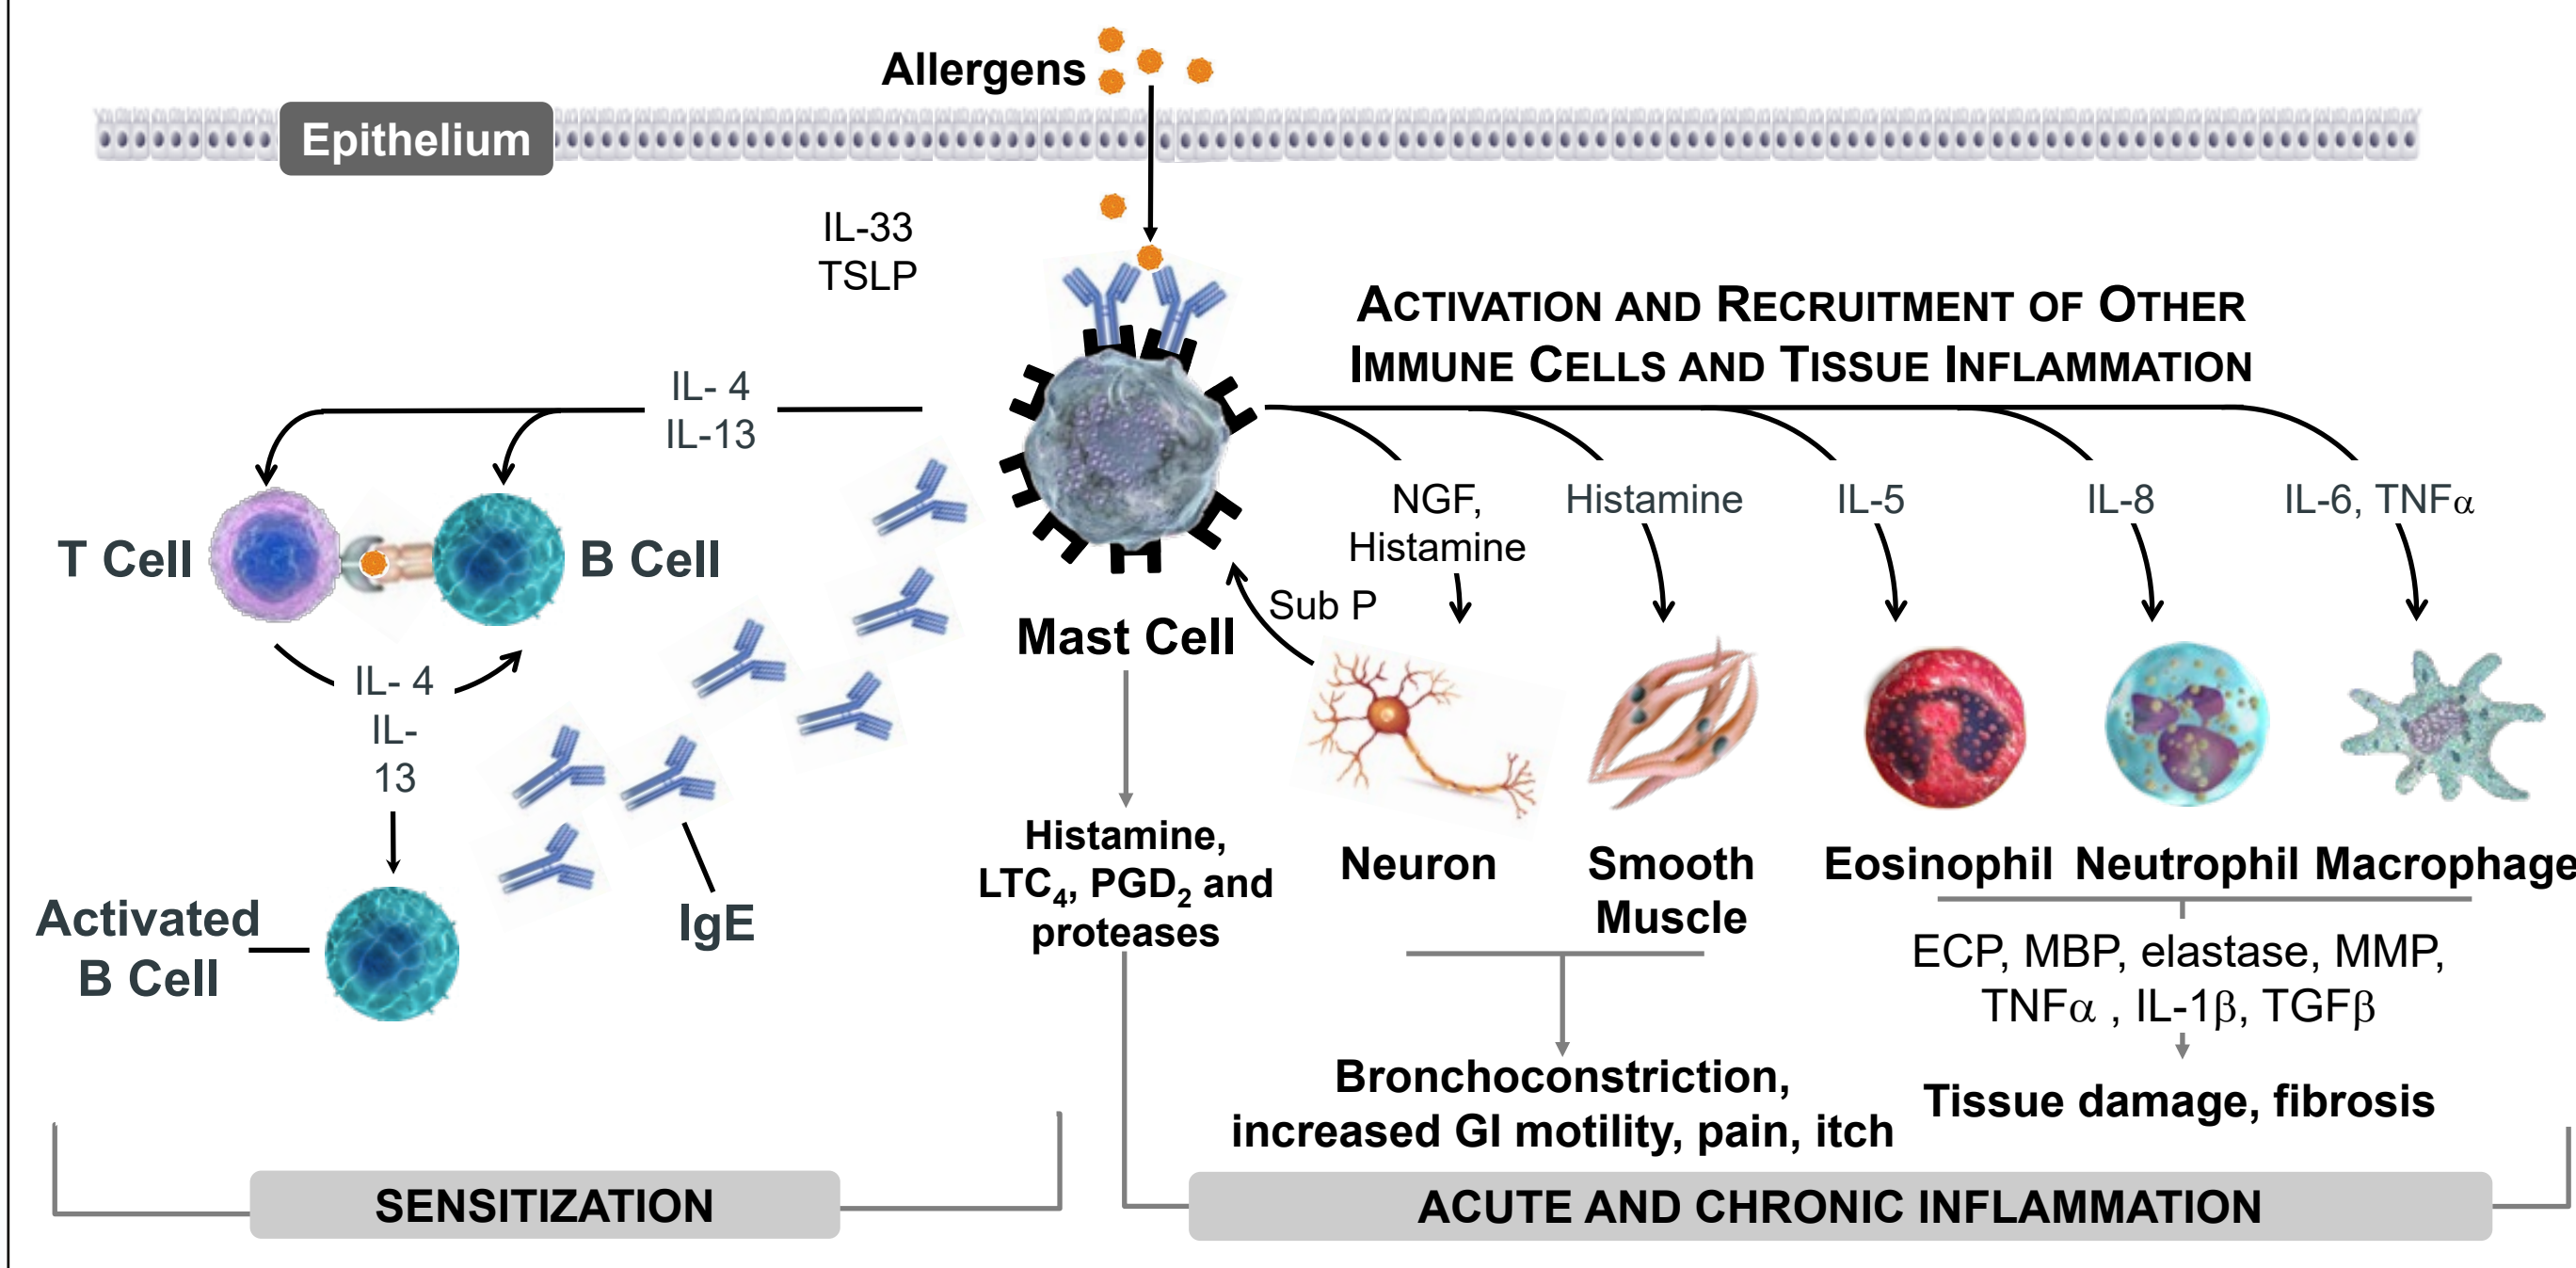 Allergens
Epithelium
IL-33
TSLP
ACTIVATION AND RECRUITMENT OF OTHER
IMMUNE CELLS AND TISSUE INFLAMMATION
IL- 4
IL-13
NGF,
Histamine
Histamine
IL-5
IL-8
IL-6, TNFα
T Cell
B Cell
Sub P
Mast Cell
IL- 4
IL-
13
Histamine,
LTC₄, PGD₂ and
proteases
Neuron
Smooth
Muscle
Eosinophil
Neutrophil
Macrophage
Activated
B Cell
IgE
ECP, MBP, elastase, MMP,
TNFα , IL-1β, TGFβ
Bronchoconstriction,
increased GI motility, pain, itch
Tissue damage, fibrosis
SENSITIZATION
ACUTE AND CHRONIC INFLAMMATION